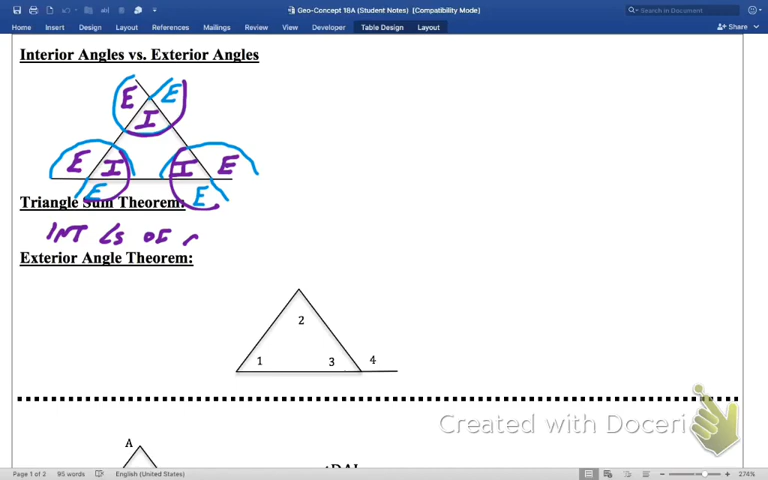 Geo-Concept 18A (Student Notes) [Compatibility Mode]
Search in Document
Home Insert Design Layout References Mailings Review View Developer Table Design Layout Share
Interior Angles vs. Exterior Angles
E E
I
E I I E
E E
Triangle Sum Theorem:
INT ∠s OF
Exterior Angle Theorem:
2
1 3 4
Created with Doceri
A
Page 1 of 2 95 words English (United States) 274%